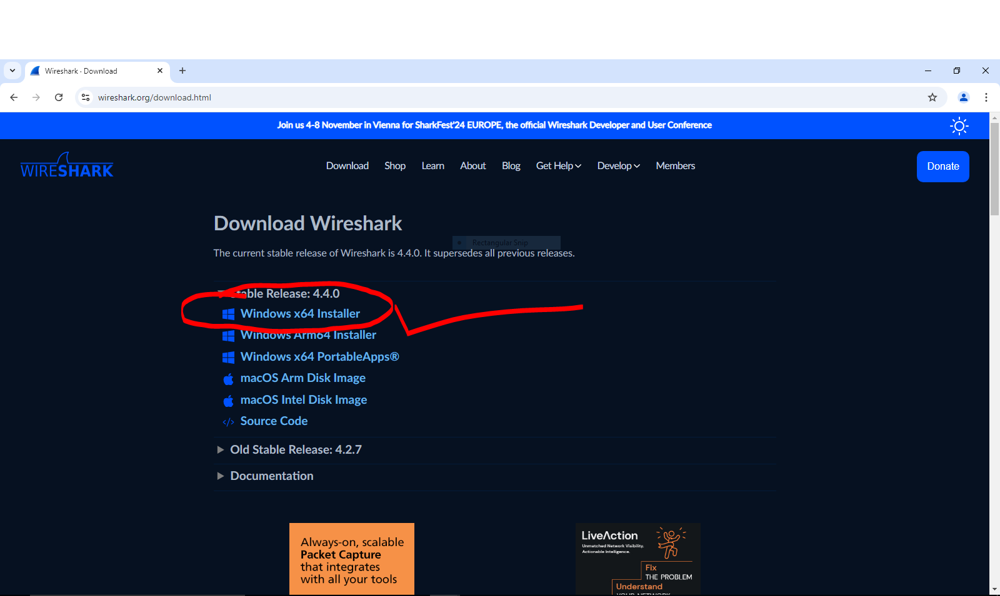 Wireshark · Download
wireshark.org/download.html
Join us 4-8 November in Vienna for SharkFest'24 EUROPE, the official Wireshark Developer and User Conference
WIRESHARK
Download Shop Learn About Blog Get Help Develop Members
Donate
Download Wireshark
Rectangular Snip
The current stable release of Wireshark is 4.4.0. It supersedes all previous releases.
Stable Release: 4.4.0
Windows x64 Installer
Windows Arm64 Installer
Windows x64 PortableApps®
macOS Arm Disk Image
macOS Intel Disk Image
</> Source Code
Old Stable Release: 4.2.7
Documentation
Always-on, scalable
Packet Capture
that integrates
with all your tools
LiveAction
Unmatched Network Visibility.
Actionable Intelligence.
Fix
THE PROBLEM
Understand
YOUR NETWORK